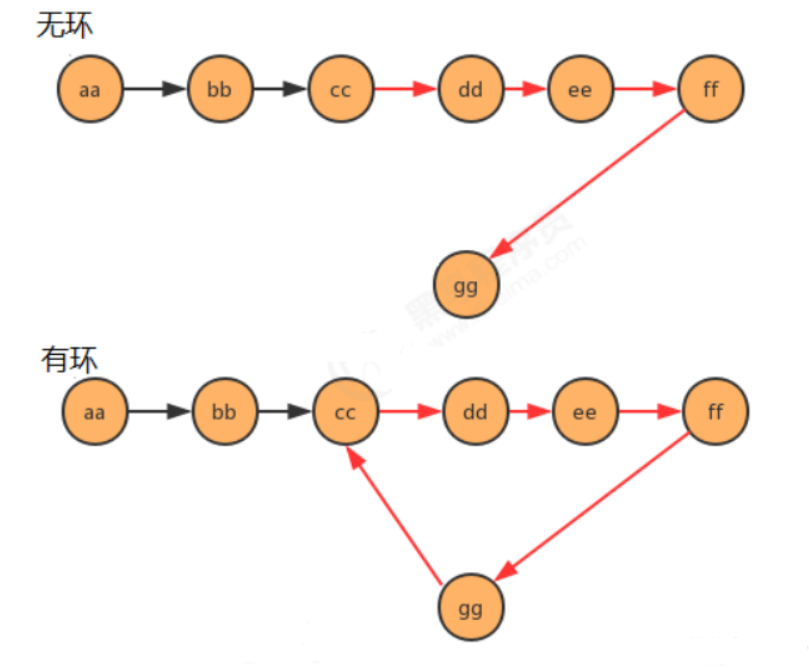 无环
aa bb cc dd ee ff
gg
有环
aa bb cc dd ee ff
gg